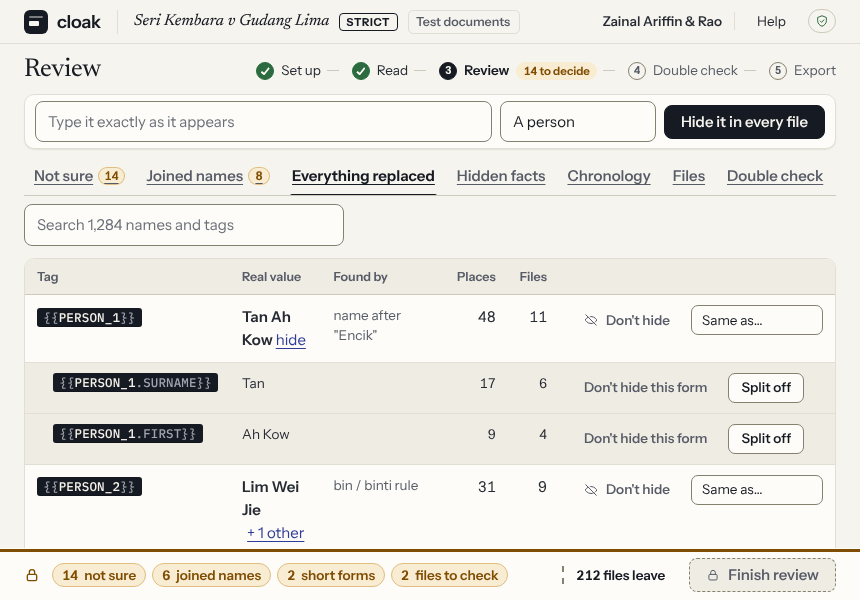 cloak Seri Kembara v Gudang Lima STRICT Test documents Zainal Ariffin & Rao Help
Review Set up Read 3 Review 14 to decide 4 Double check 5 Export
Type it exactly as it appears A person Hide it in every file
Not sure 14 Joined names 8 Everything replaced Hidden facts Chronology Files Double check
Search 1,284 names and tags
Tag Real value Found by Places Files
{{PERSON_1}} Tan Ah Kow hide name after "Encik" 48 11 Don't hide Same as...
{{PERSON_1.SURNAME}} Tan 17 6 Don't hide this form Split off
{{PERSON_1.FIRST}} Ah Kow 9 4 Don't hide this form Split off
{{PERSON_2}} Lim Wei Jie + 1 other bin / binti rule 31 9 Don't hide Same as...
14 not sure 6 joined names 2 short forms 2 files to check 212 files leave Finish review